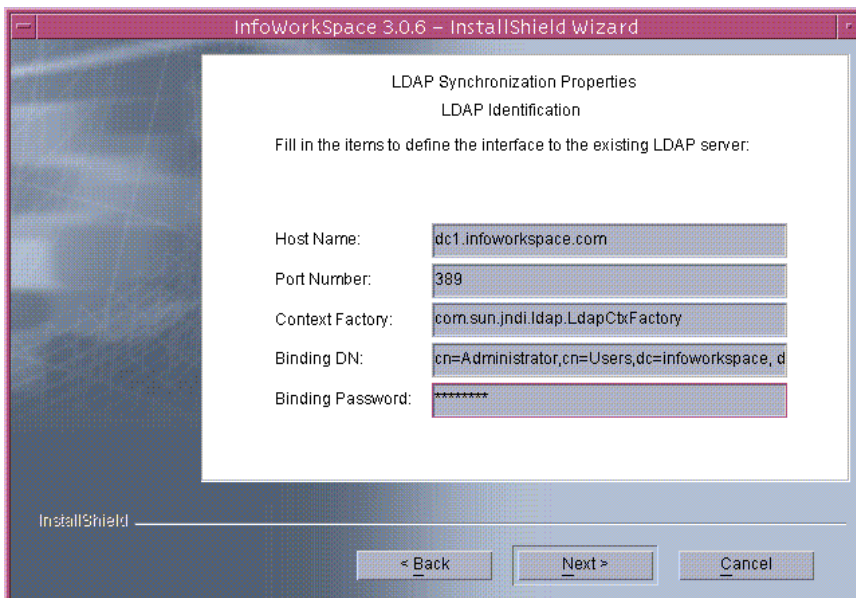 InfoWorkSpace 3.0.6 – InstallShield Wizard
LDAP Synchronization Properties
LDAP Identification
Fill in the items to define the interface to the existing LDAP server:
Host Name: dc1.infoworkspace.com
Port Number: 389
Context Factory: com.sun.jndi.ldap.LdapCtxFactory
Binding DN: cn=Administrator,cn=Users,dc=infoworkspace, d
Binding Password: ********
InstallShield
< Back Next > Cancel